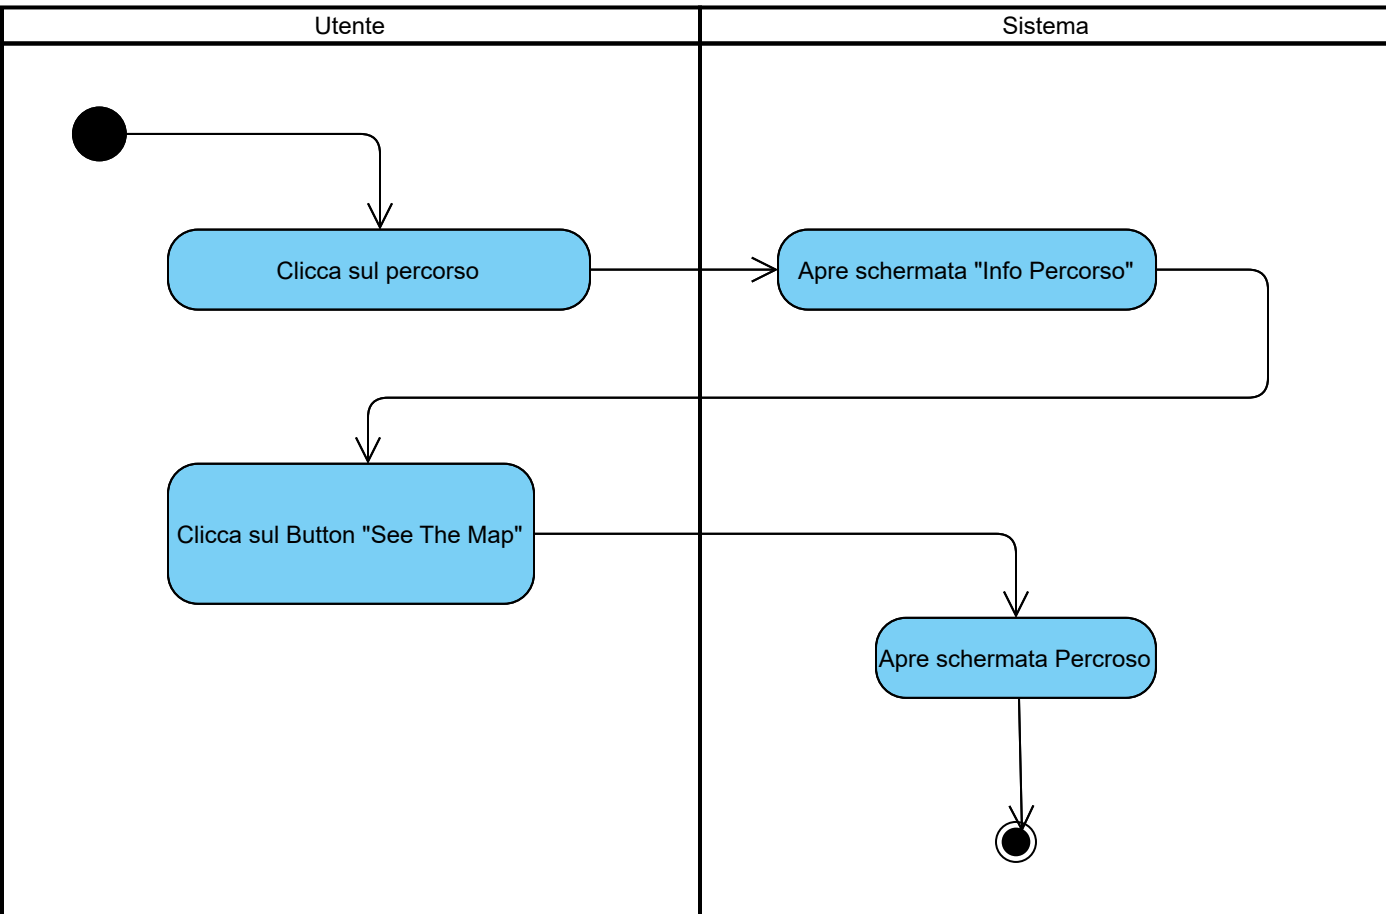 Utente
Sistema
Clicca sul percorso
Apre schermata "Info Percorso"
Clicca sul Button "See The Map"
Apre schermata Percroso